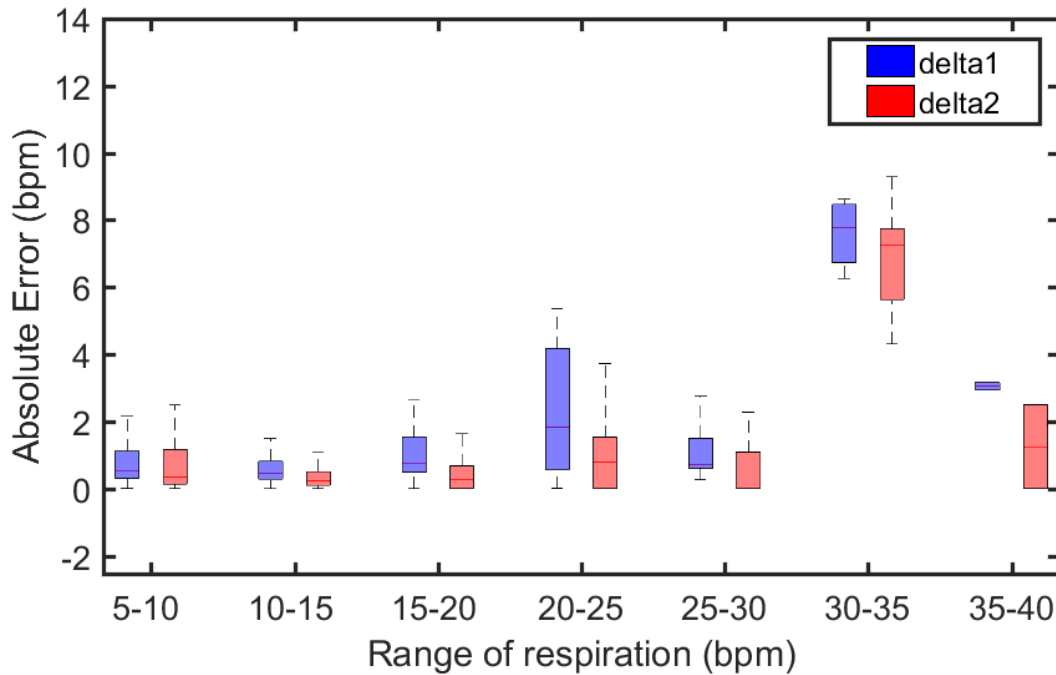 14
12
10
8
6
4
2
0
-2
Absolute Error (bpm)
delta1
delta2
5-10 10-15 15-20 20-25 25-30 30-35 35-40
Range of respiration (bpm)